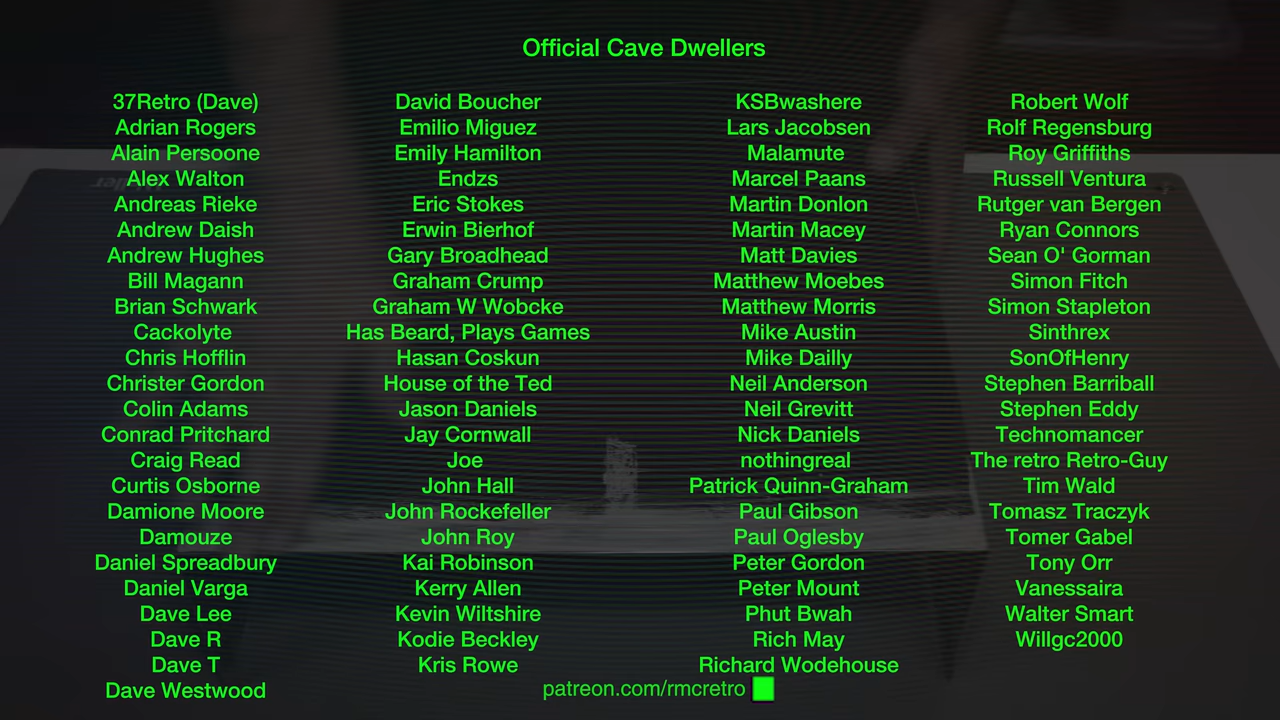 Official Cave Dwellers
37Retro (Dave)
Adrian Rogers
Alain Persoone
Alex Walton
Andreas Rieke
Andrew Daish
Andrew Hughes
Bill Magann
Brian Schwark
Cackolyte
Chris Hofflin
Christer Gordon
Colin Adams
Conrad Pritchard
Craig Read
Curtis Osborne
Damione Moore
Damouze
Daniel Spreadbury
Daniel Varga
Dave Lee
Dave R
Dave T
Dave Westwood
David Boucher
Emilio Miguez
Emily Hamilton
Endzs
Eric Stokes
Erwin Bierhof
Gary Broadhead
Graham Crump
Graham W Wobcke
Has Beard, Plays Games
Hasan Coskun
House of the Ted
Jason Daniels
Jay Cornwall
Joe
John Hall
John Rockefeller
John Roy
Kai Robinson
Kerry Allen
Kevin Wiltshire
Kodie Beckley
Kris Rowe
KSBwashere
Lars Jacobsen
Malamute
Marcel Paans
Martin Donlon
Martin Macey
Matt Davies
Matthew Moebes
Matthew Morris
Mike Austin
Mike Dailly
Neil Anderson
Neil Grevitt
Nick Daniels
nothingreal
Patrick Quinn-Graham
Paul Gibson
Paul Oglesby
Peter Gordon
Peter Mount
Phut Bwah
Rich May
Richard Wodehouse
Robert Wolf
Rolf Regensburg
Roy Griffiths
Russell Ventura
Rutger van Bergen
Ryan Connors
Sean O' Gorman
Simon Fitch
Simon Stapleton
Sinthrex
SonOfHenry
Stephen Barriball
Stephen Eddy
Technomancer
The retro Retro-Guy
Tim Wald
Tomasz Traczyk
Tomer Gabel
Tony Orr
Vanessaira
Walter Smart
Willgc2000
patreon.com/rmcretro